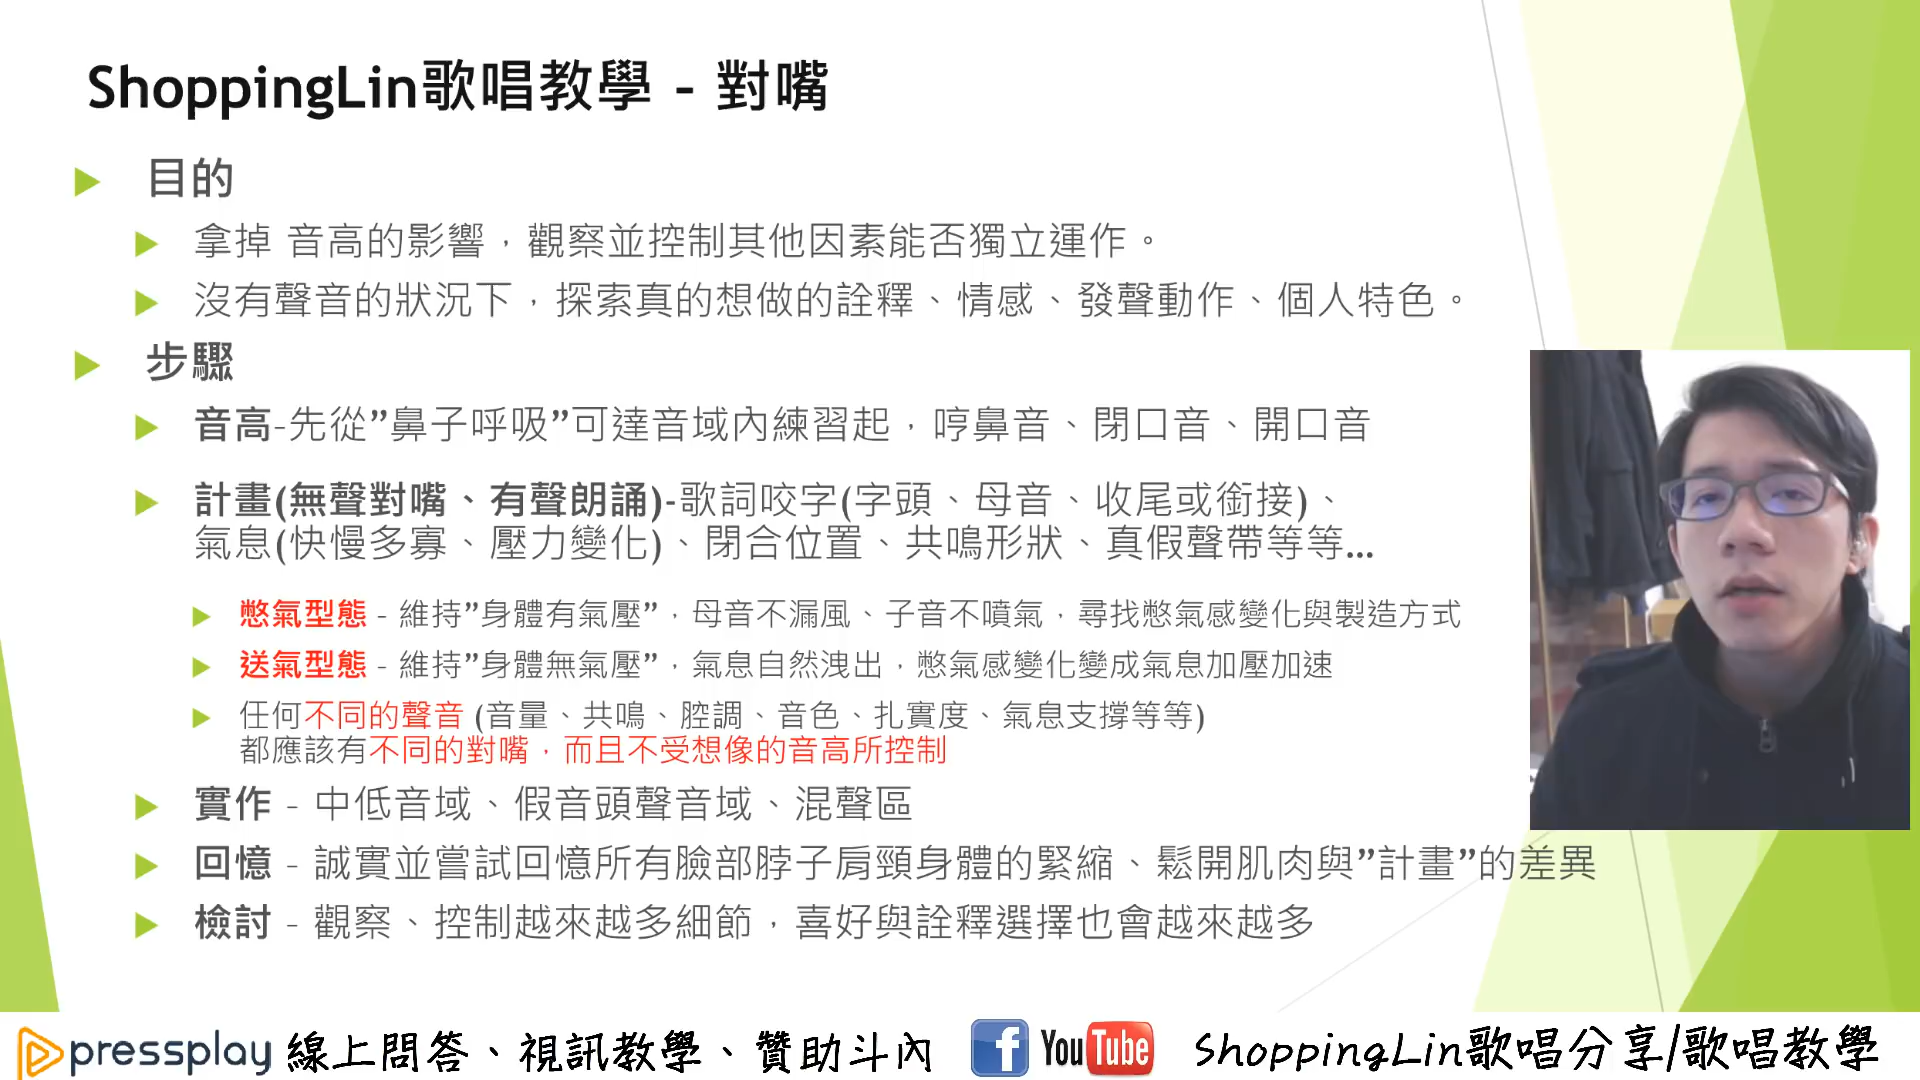 ShoppingLin歌唱教學 - 對嘴
目的
拿掉 音高的影響，觀察並控制其他因素能否獨立運作。
沒有聲音的狀況下，探索真的想做的詮釋、情感、發聲動作、個人特色。
步驟
音高-先從”鼻子呼吸”可達音域內練習起，哼鼻音、閉口音、開口音
計畫(無聲對嘴、有聲朗誦)-歌詞咬字(字頭、母音、收尾或銜接)、
氣息(快慢多寡、壓力變化)、閉合位置、共鳴形狀、真假聲帶等等...
憋氣型態 - 維持”身體有氣壓”，母音不漏風、子音不噴氣，尋找憋氣感變化與製造方式
送氣型態 - 維持”身體無氣壓”，氣息自然洩出，憋氣感變化變成氣息加壓加速
任何不同的聲音 (音量、共鳴、腔調、音色、扎實度、氣息支撐等等)
都應該有不同的對嘴，而且不受想像的音高所控制
實作 - 中低音域、假音頭聲音域、混聲區
回憶 - 誠實並嘗試回憶所有臉部脖子肩頸身體的緊縮、鬆開肌肉與”計畫”的差異
檢討 - 觀察、控制越來越多細節，喜好與詮釋選擇也會越來越多
pressplay 線上問答、視訊教學、贊助斗內 f YouTube ShoppingLin歌唱分享/歌唱教學